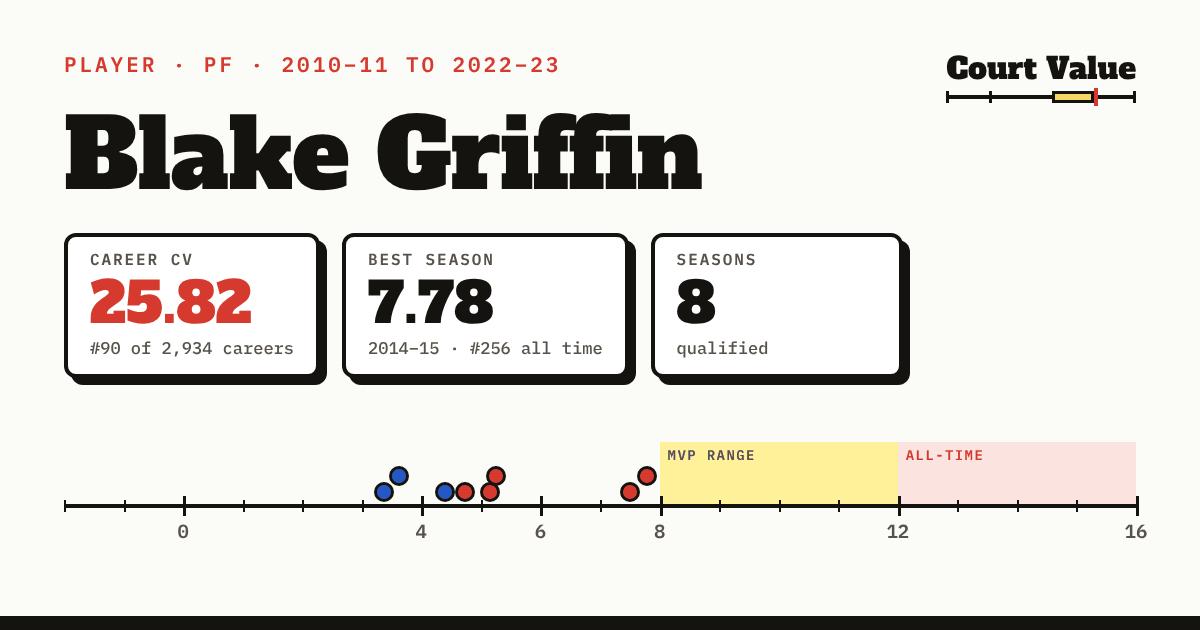 PLAYER · PF · 2010–11 TO 2022–23
Court Value
Blake Griffin
CAREER CV
25.82
#90 of 2,934 careers
BEST SEASON
7.78
2014–15 · #256 all time
SEASONS
8
qualified
MVP RANGE
ALL-TIME
0 4 6 8 12 16